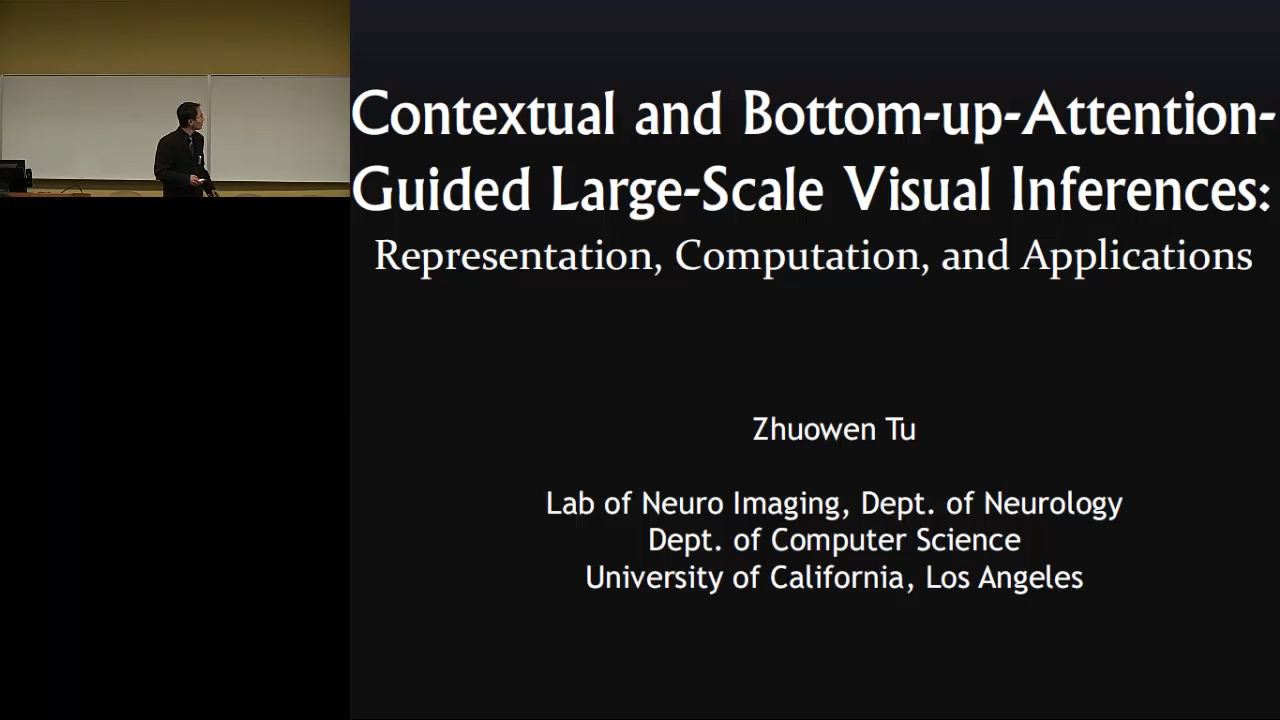 Contextual and Bottom-up-Attention-
Guided Large-Scale Visual Inferences:
Representation, Computation, and Applications
Zhuowen Tu
Lab of Neuro Imaging, Dept. of Neurology
Dept. of Computer Science
University of California, Los Angeles